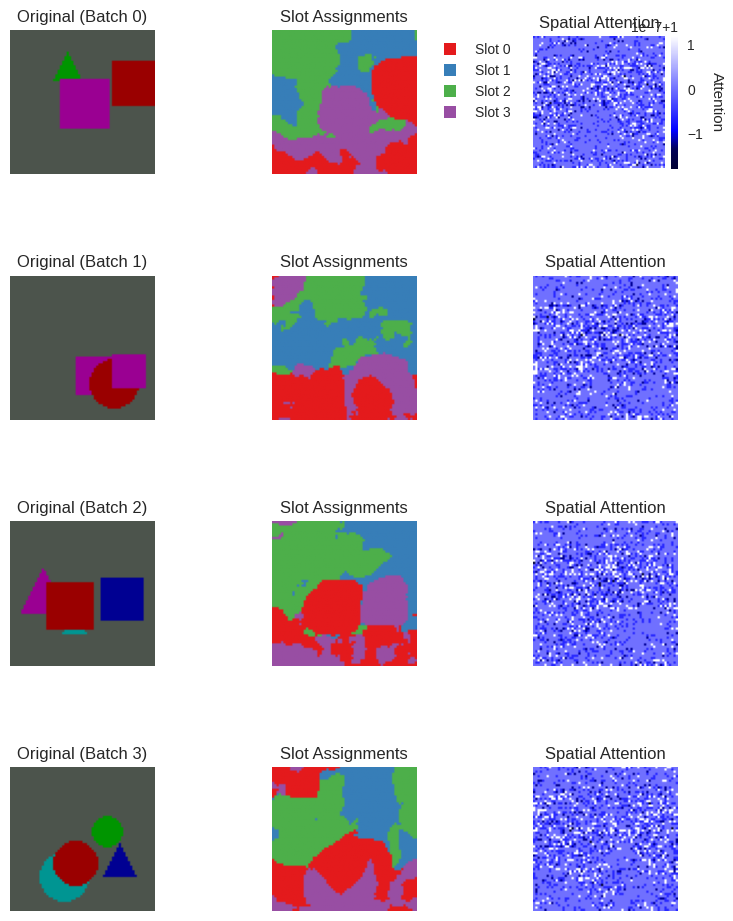 Original (Batch 0)
Slot Assignments
Slot 0
Slot 1
Slot 2
Slot 3
Spatial Attention
1e−7+1
1
0
−1
Attention
Original (Batch 1)
Slot Assignments
Spatial Attention
Original (Batch 2)
Slot Assignments
Spatial Attention
Original (Batch 3)
Slot Assignments
Spatial Attention